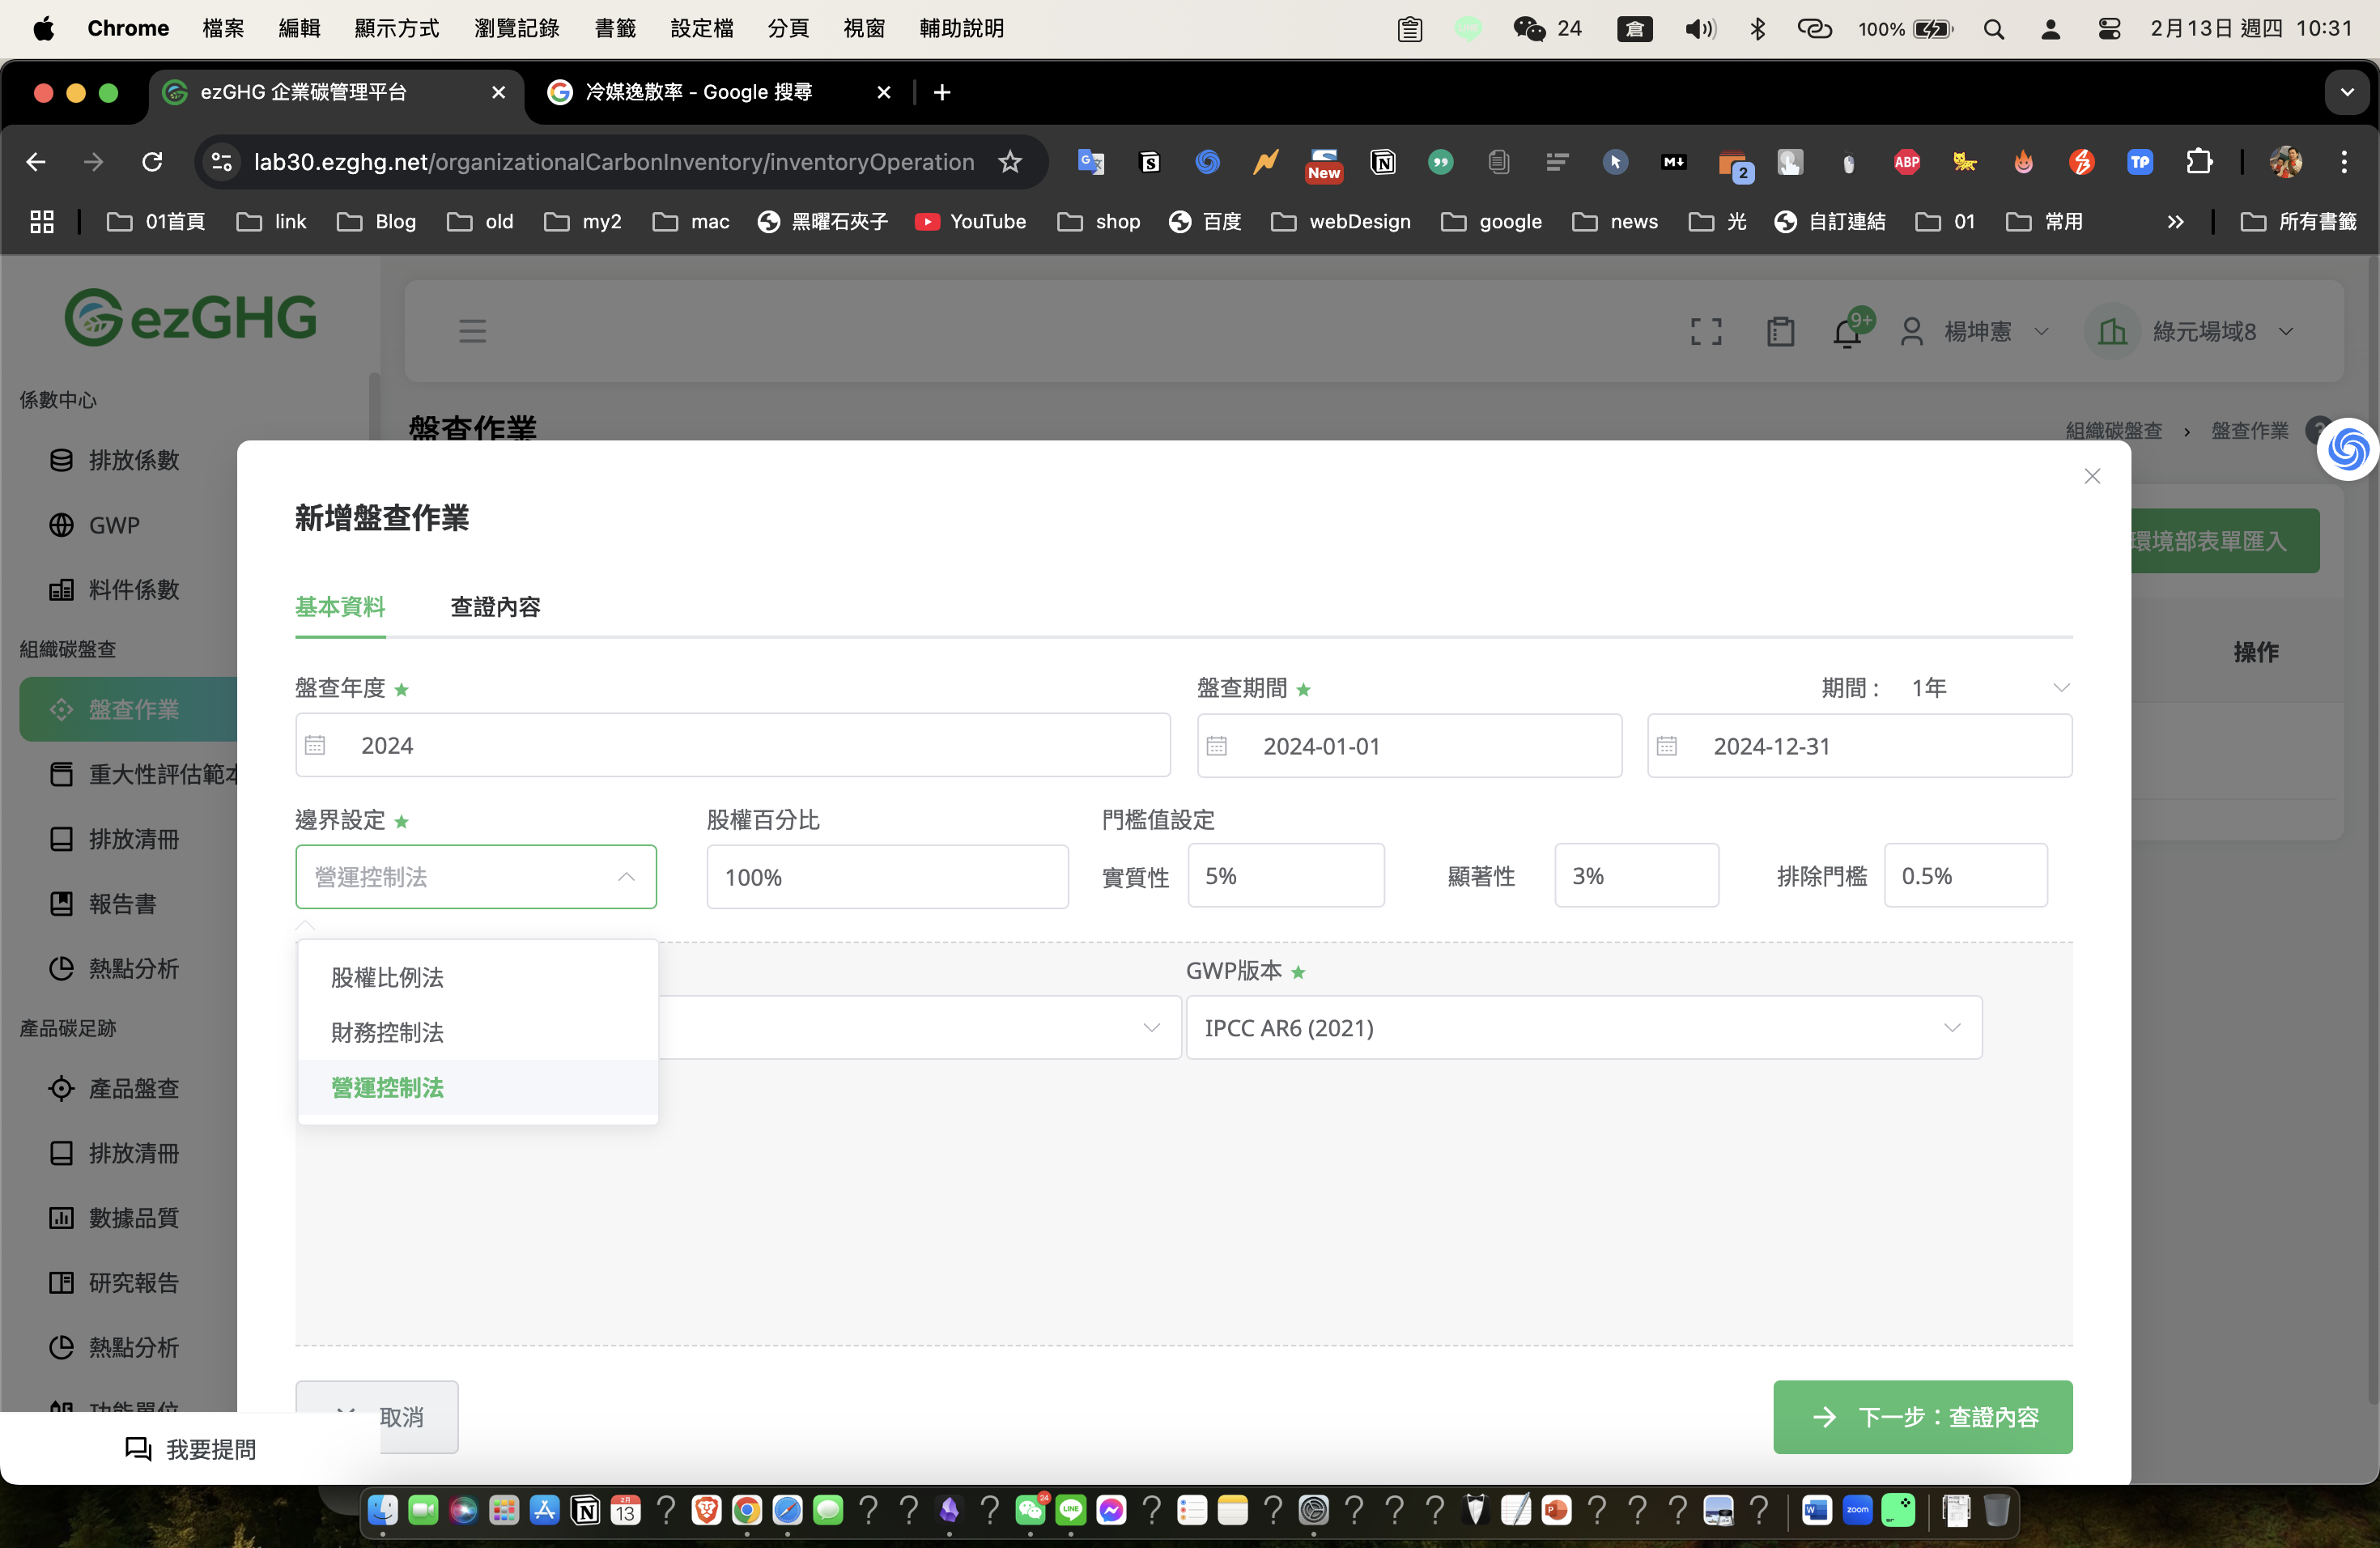 Chrome 檔案 編輯 顯示方式 瀏覽記錄 書籤 設定檔 分頁 視窗 輔助說明 24 倉 100% 2月13日 週四 10:31
ezGHG 企業碳管理平台 冷媒逸散率 - Google 搜尋
lab30.ezghg.net/organizationalCarbonInventory/inventoryOperation New ABP 2 TP
01首頁 link Blog old my2 mac 黑曜石夾子 YouTube shop 百度 webDesign google news 光 自訂連結 01 常用 所有書籤
ezGHG
9+ 楊坤憲 綠元場域8
係數中心
盤查作業
組織碳盤查 › 盤查作業
排放係數
GWP
料件係數
組織碳盤查
盤查作業
重大性評估範本
排放清冊
報告書
熱點分析
產品碳足跡
產品盤查
排放清冊
數據品質
研究報告
熱點分析
功能單位
我要提問
環境部表單匯入
操作
新增盤查作業
基本資料 查證內容
盤查年度 盤查期間 期間: 1年
2024 2024-01-01 2024-12-31
邊界設定 股權百分比 門檻值設定
營運控制法 100% 實質性 5% 顯著性 3% 排除門檻 0.5%
股權比例法
財務控制法
營運控制法
GWP版本
IPCC AR6 (2021)
取消 下一步:查證內容
2月
13
24
LINE
zoom